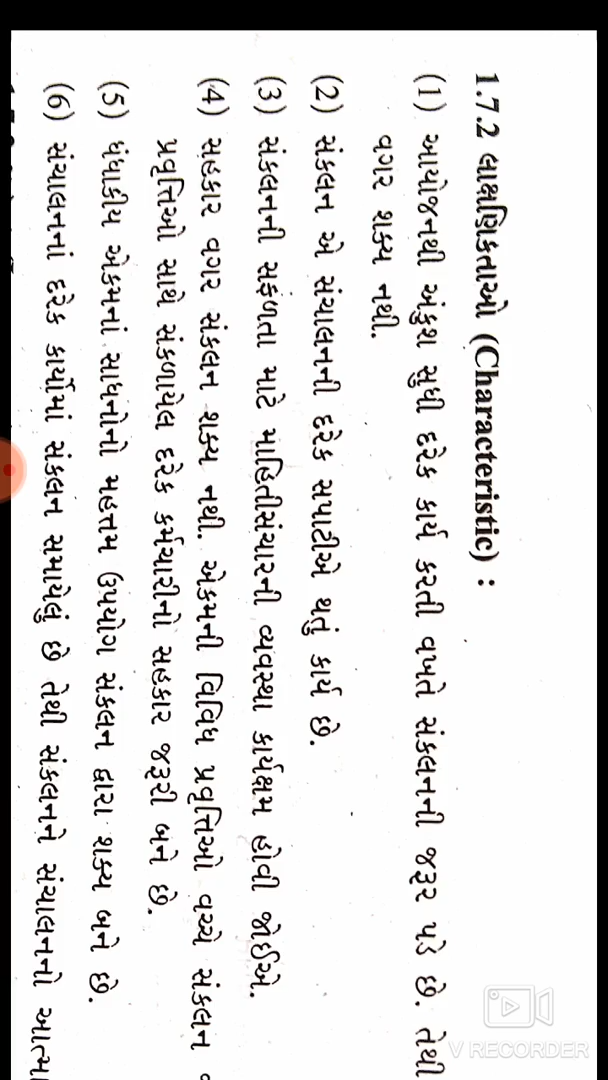 1.7.2 લાક્ષણિકતાઓ (Characteristic) :
(1) આયોજનથી અંકુશ સુધી દરેક કાર્ય કરતી વખતે સંકલનની જરૂર પડે છે. તેથી
વગર શક્ય નથી.
(2) સંકલન એ સંચાલનની દરેક સપાટીએ થતું કાર્ય છે.
(3) સંકલનની સફળતા માટે માહિતીસંચારની વ્યવસ્થા કાર્યક્ષમ હોવી જોઈએ.
(4) સહકાર વગર સંકલન શક્ય નથી. એકમની વિવિધ પ્રવૃત્તિઓ વચ્ચે સંકલન
પ્રવૃત્તિઓ સાથે સંકળાયેલ દરેક કર્મચારીનો સહકાર જરૂરી બને છે.
(5) ધંધાકીય એકમનાં સાધનોનો મહત્તમ ઉપયોગ સંકલન દ્વારા શક્ય બને છે.
(6) સંચાલનનાં દરેક કાર્યોમાં સંકલન સમાયેલું છે તેથી સંકલનને સંચાલનનો
V RECORDER